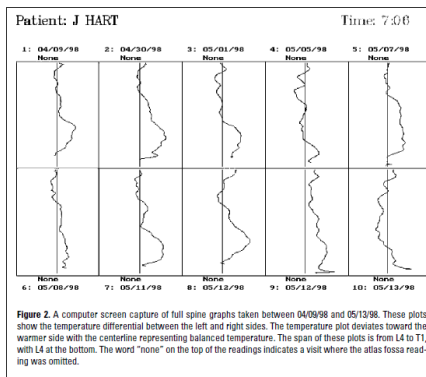 Patient: J HART Time: 7:06
1: 04/09/98 2: 04/30/98 3: 05/01/98 4: 05/05/98 5: 05/07/98
None None None None None
None None None None None
6: 05/08/98 7: 05/11/98 8: 05/12/98 9: 05/12/98 10: 05/13/98
Figure 2. A computer screen capture of full spine graphs taken between 04/09/98 and 05/13/98. These plots
show the temperature differential between the left and right sides. The temperature plot deviates toward the
warmer side with the centerline representing balanced temperature. The span of these plots is from L4 to T1,
with L4 at the bottom. The word "none" on the top of the readings indicates a visit where the atlas fossa read-
ing was omitted.